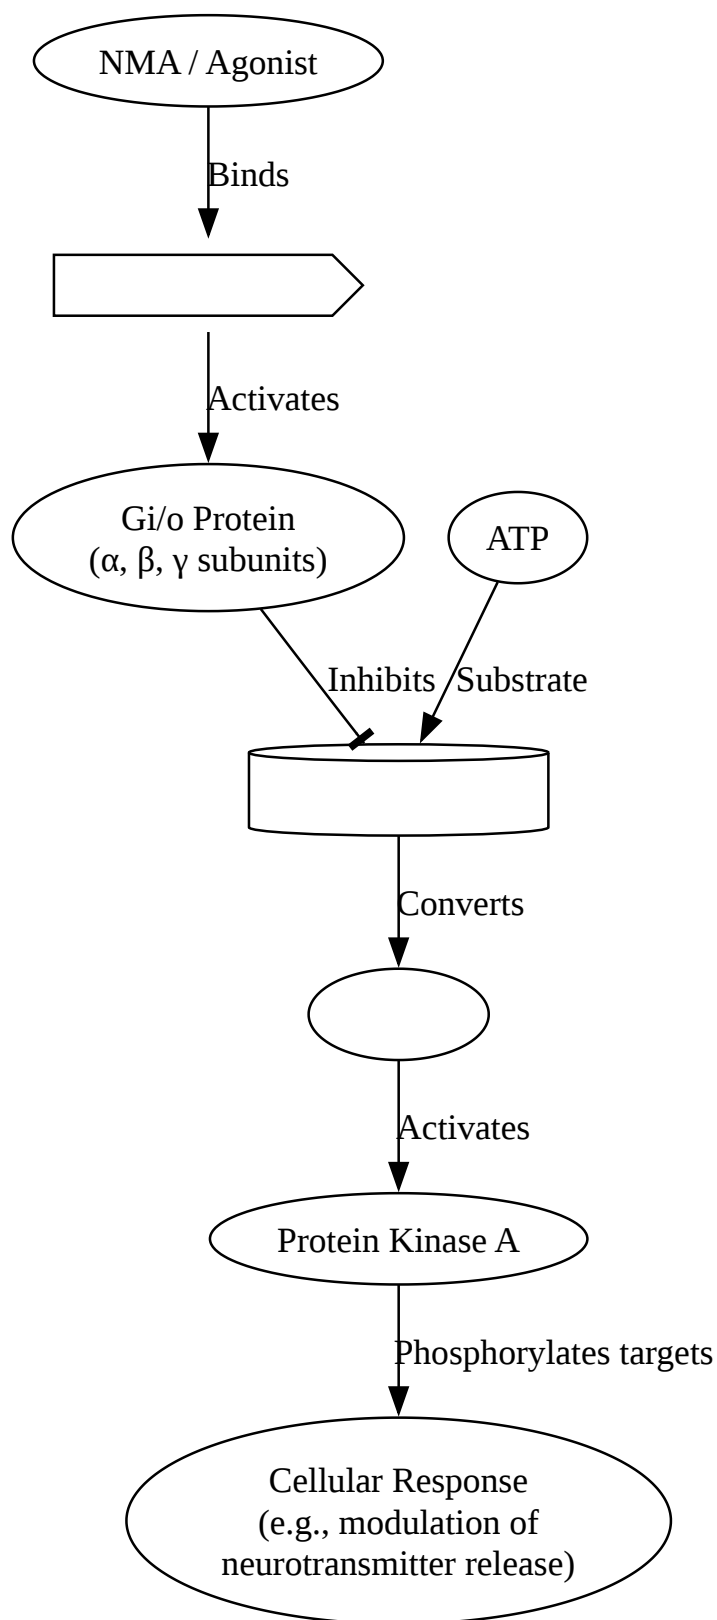 NMA / Agonist
Binds
Activates
Gi/o Protein
(α, β, γ subunits)
ATP
Inhibits
Substrate
Converts
Activates
Protein Kinase A
Phosphorylates targets
Cellular Response
(e.g., modulation of
neurotransmitter release)